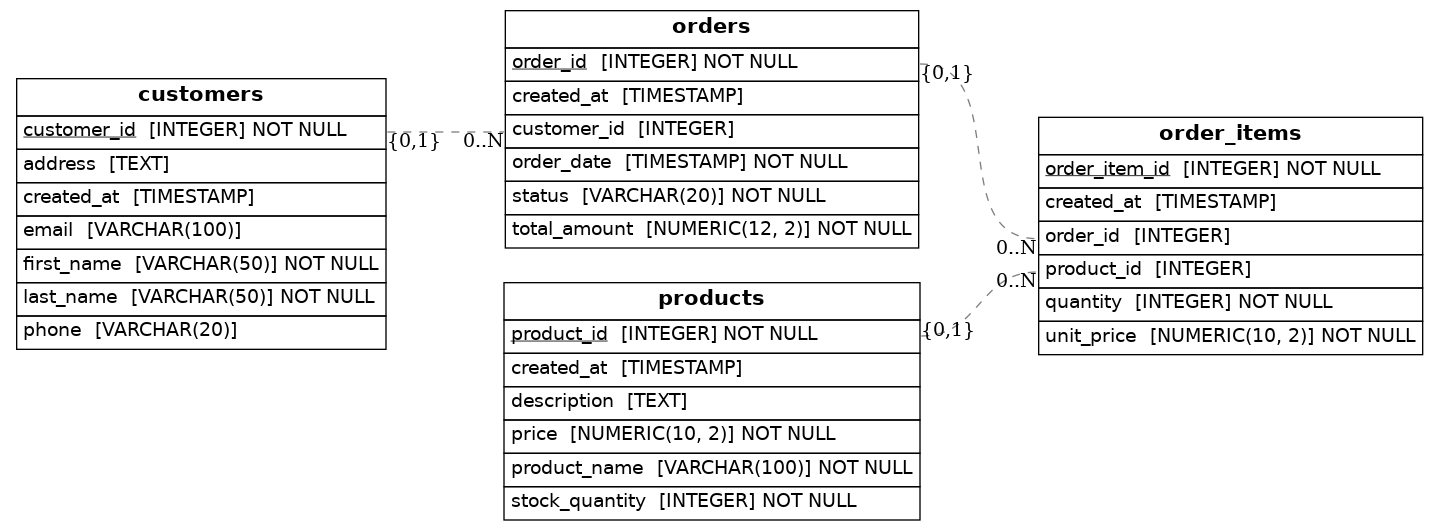 customers
customer_id [INTEGER] NOT NULL
address [TEXT]
created_at [TIMESTAMP]
email [VARCHAR(100)]
first_name [VARCHAR(50)] NOT NULL
last_name [VARCHAR(50)] NOT NULL
phone [VARCHAR(20)]
{0,1}
0..N
orders
order_id [INTEGER] NOT NULL
created_at [TIMESTAMP]
customer_id [INTEGER]
order_date [TIMESTAMP] NOT NULL
status [VARCHAR(20)] NOT NULL
total_amount [NUMERIC(12, 2)] NOT NULL
{0,1}
0..N
products
product_id [INTEGER] NOT NULL
created_at [TIMESTAMP]
description [TEXT]
price [NUMERIC(10, 2)] NOT NULL
product_name [VARCHAR(100)] NOT NULL
stock_quantity [INTEGER] NOT NULL
{0,1}
0..N
order_items
order_item_id [INTEGER] NOT NULL
created_at [TIMESTAMP]
order_id [INTEGER]
product_id [INTEGER]
quantity [INTEGER] NOT NULL
unit_price [NUMERIC(10, 2)] NOT NULL